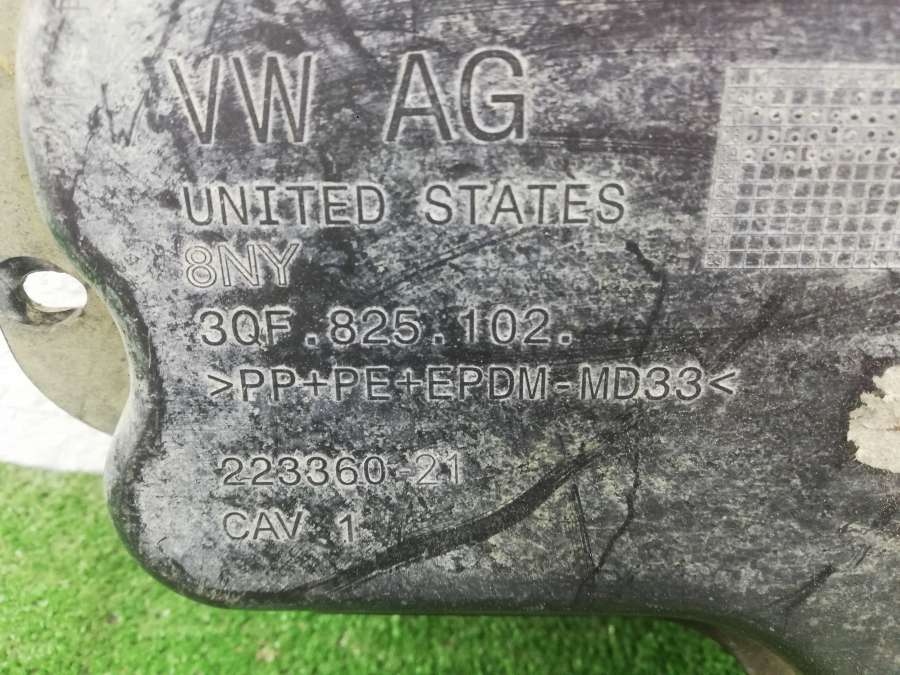 VW AG
UNITED STATES
8NY
3QF.825.102.
>PP+PE+EPDM-MD33<
223360-21
CAV 1